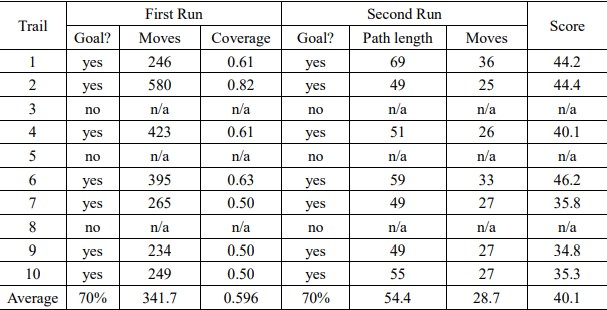 Trail First Run Second Run Score
Goal? Moves Coverage Goal? Path length Moves
1 yes 246 0.61 yes 69 36 44.2
2 yes 580 0.82 yes 49 25 44.4
3 no n/a n/a no n/a n/a n/a
4 yes 423 0.61 yes 51 26 40.1
5 no n/a n/a no n/a n/a n/a
6 yes 395 0.63 yes 59 33 46.2
7 yes 265 0.50 yes 49 27 35.8
8 no n/a n/a no n/a n/a n/a
9 yes 234 0.50 yes 49 27 34.8
10 yes 249 0.50 yes 55 27 35.3
Average 70% 341.7 0.596 70% 54.4 28.7 40.1